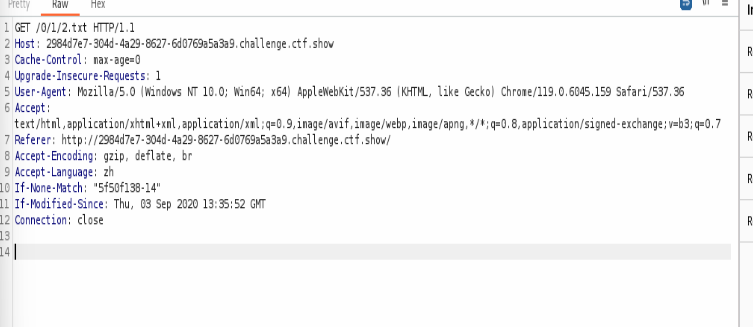 Pretty Raw Hex
1 GET /0/1/2.txt HTTP/1.1
2 Host: 2984d7e7-304d-4a29-8627-6d0769a5a3a9.challenge.ctf.show
3 Cache-Control: max-age=0
4 Upgrade-Insecure-Requests: 1
5 User-Agent: Mozilla/5.0 (Windows NT 10.0; Win64; x64) AppleWebKit/537.36 (KHTML, like Gecko) Chrome/119.0.6045.159 Safari/537.36
6 Accept:
text/html,application/xhtml+xml,application/xml;q=0.9,image/avif,image/webp,image/apng,*/*;q=0.8,application/signed-exchange;v=b3;q=0.7
7 Referer: http://2984d7e7-304d-4a29-8627-6d0769a5a3a9.challenge.ctf.show/
8 Accept-Encoding: gzip, deflate, br
9 Accept-Language: zh
10 If-None-Match: "5f50f138-14"
11 If-Modified-Since: Thu, 03 Sep 2020 13:35:52 GMT
12 Connection: close
13
14